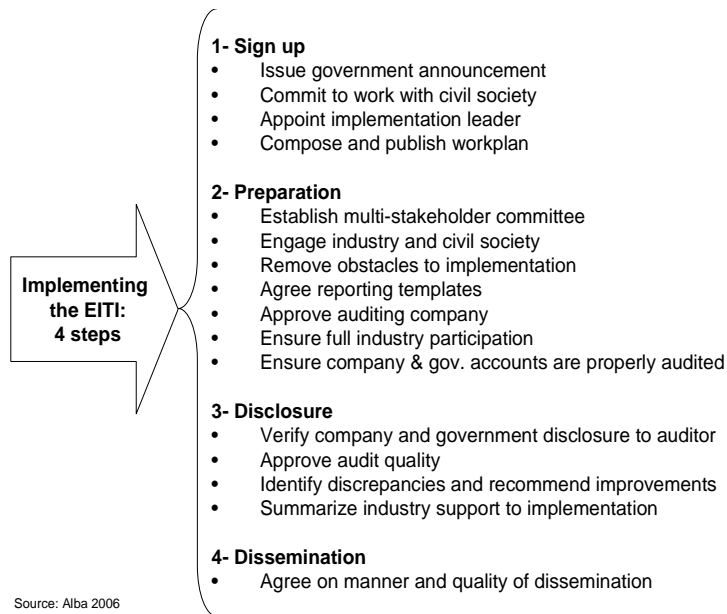 1- Sign up
• Issue government announcement
• Commit to work with civil society
• Appoint implementation leader
• Compose and publish workplan
2- Preparation
• Establish multi-stakeholder committee
• Engage industry and civil society
• Remove obstacles to implementation
• Agree reporting templates
• Approve auditing company
• Ensure full industry participation
• Ensure company & gov. accounts are properly audited
Implementing
the EITI:
4 steps
3- Disclosure
• Verify company and government disclosure to auditor
• Approve audit quality
• Identify discrepancies and recommend improvements
• Summarize industry support to implementation
4- Dissemination
• Agree on manner and quality of dissemination
Source: Alba 2006